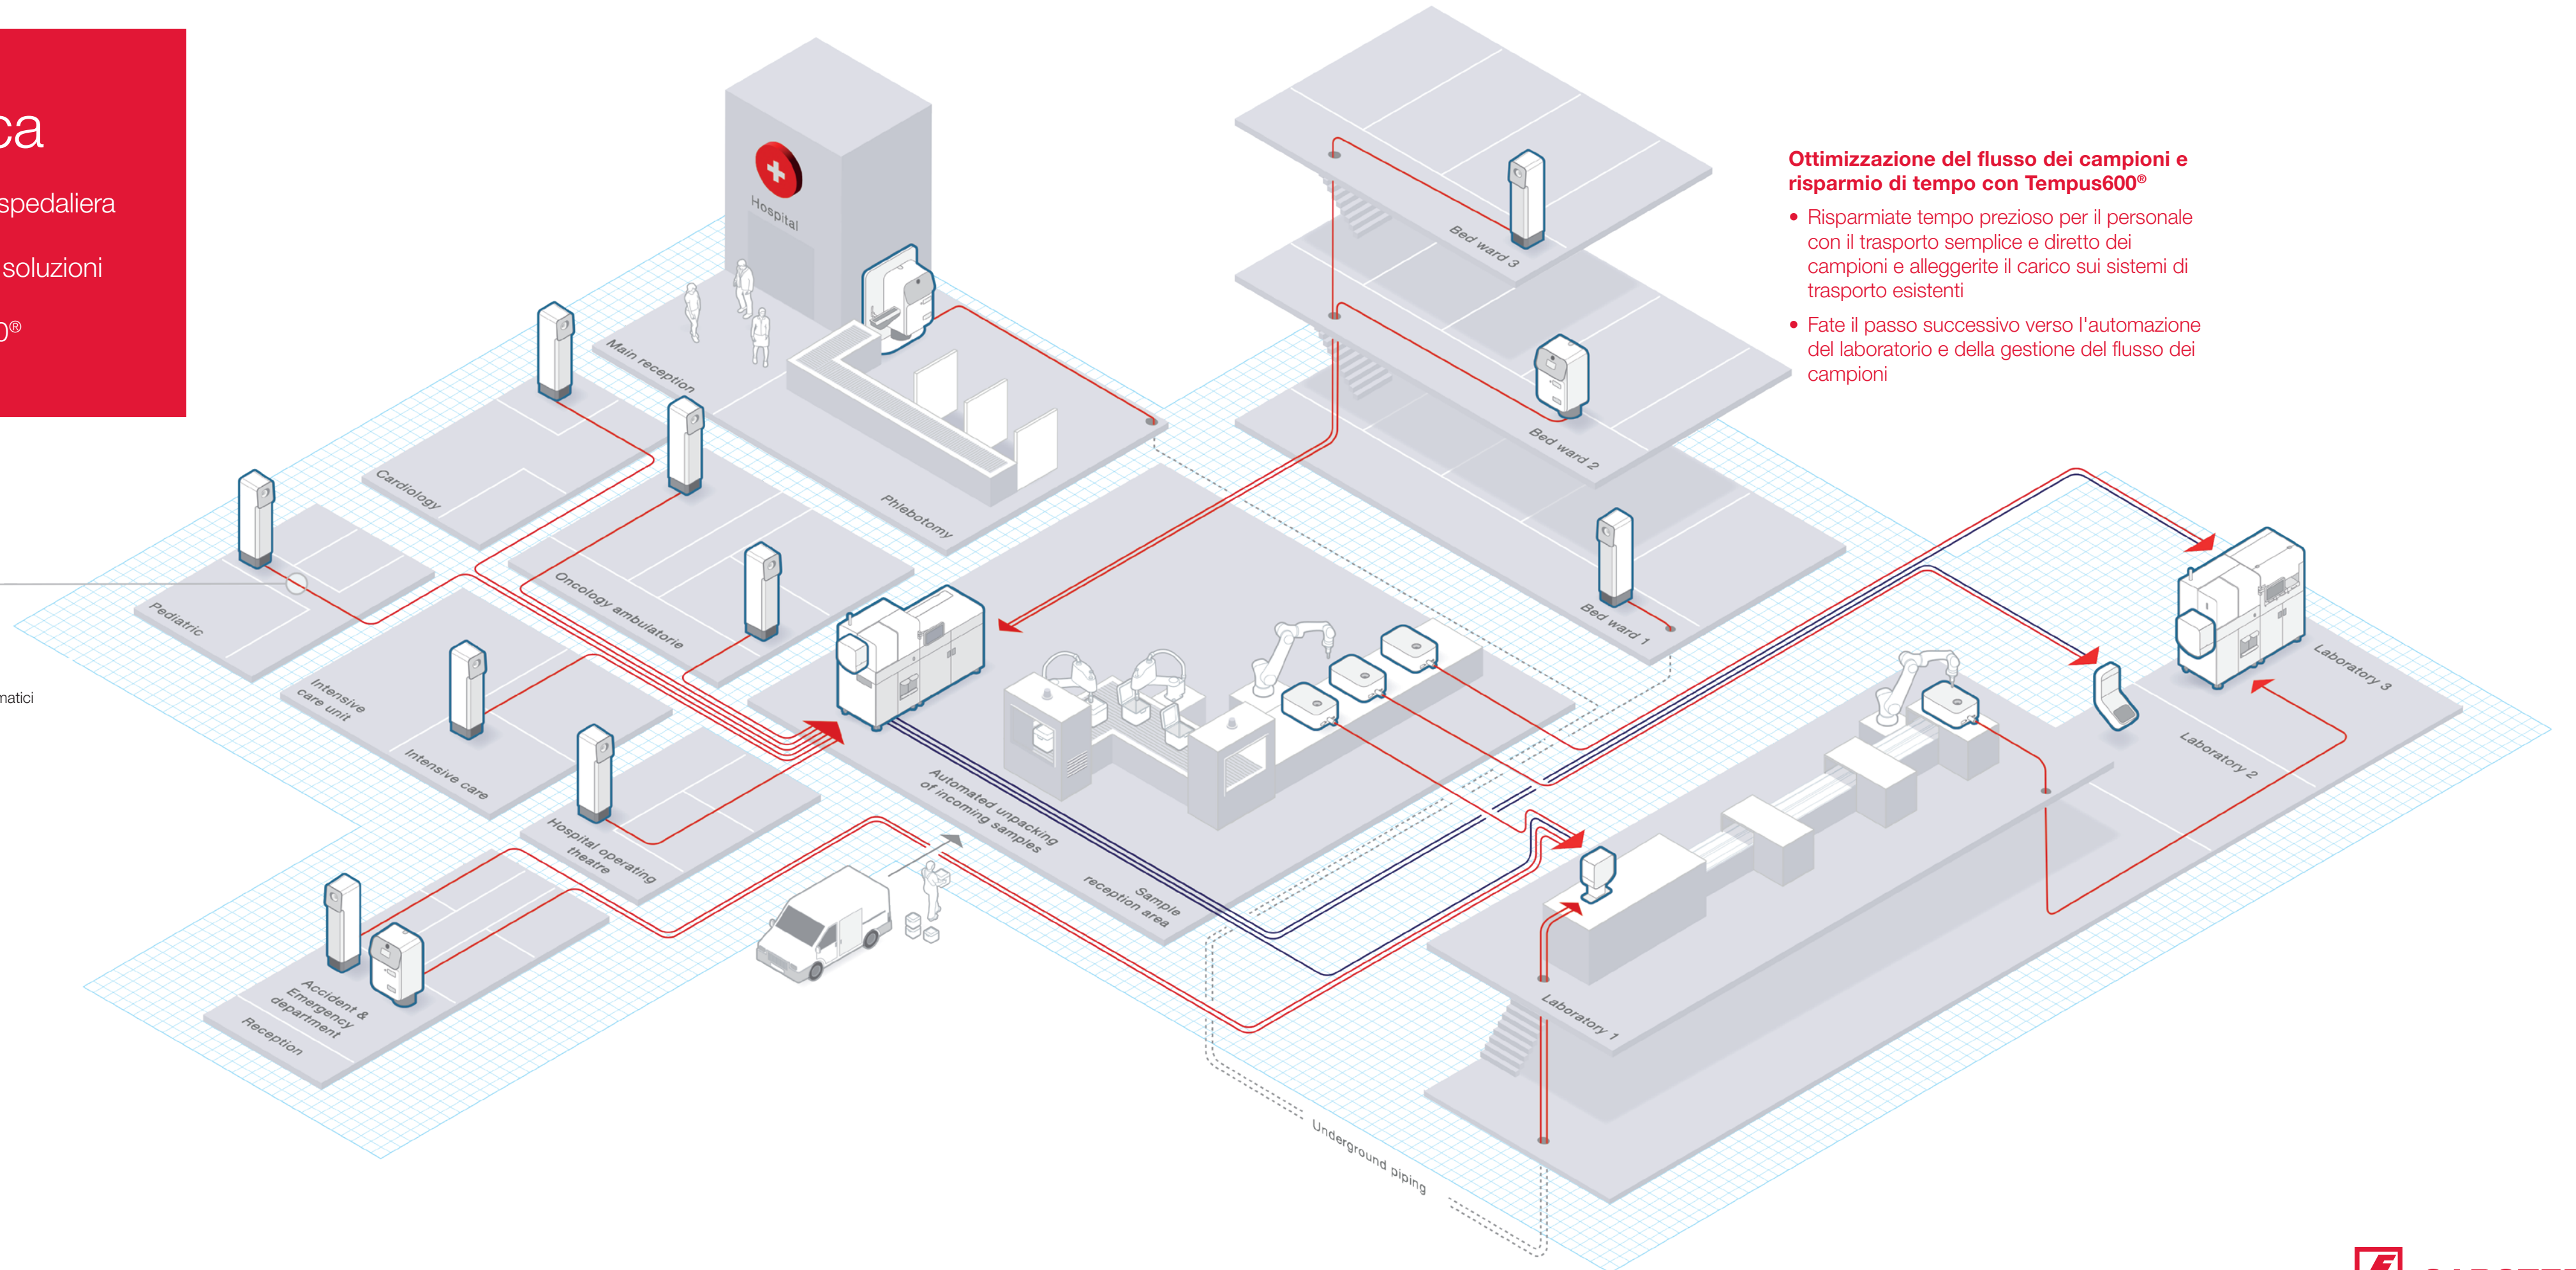 ca
spedaliera
soluzioni
0®
matici
Hospital
Main reception
Phlebotomy
Cardiology
Pediatric
Oncology ambulatorie
Intensive
care unit
Intensive care
Hospital operating
theatre
Accident &
Emergency
department
Reception
Automated unpacking
of incoming samples
Sample
reception area
Bed ward 3
Bed ward 2
Bed ward 1
Ottimizzazione del flusso dei campioni e
risparmio di tempo con Tempus600®
• Risparmiate tempo prezioso per il personale
con il trasporto semplice e diretto dei
campioni e alleggerite il carico sui sistemi di
trasporto esistenti
• Fate il passo successivo verso l'automazione
del laboratorio e della gestione del flusso dei
campioni
Laboratory 3
Laboratory 2
Laboratory 1
Underground piping